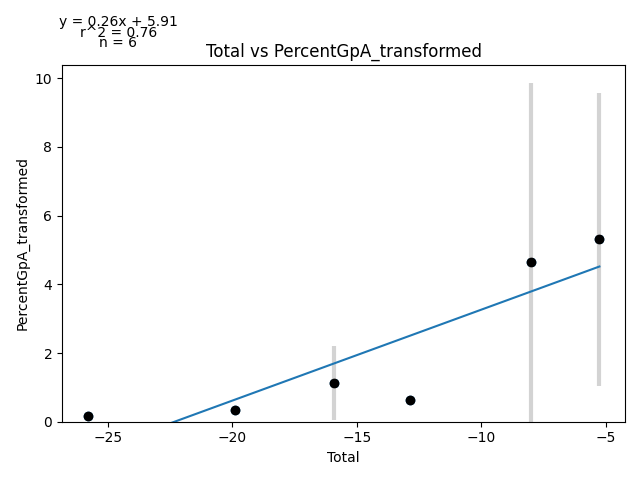 y = 0.26x + 5.91
r^2 = 0.76
n = 6
Total vs PercentGpA_transformed
10
8
6
4
2
0
PercentGpA_transformed
−25
−20
−15
−10
−5
Total